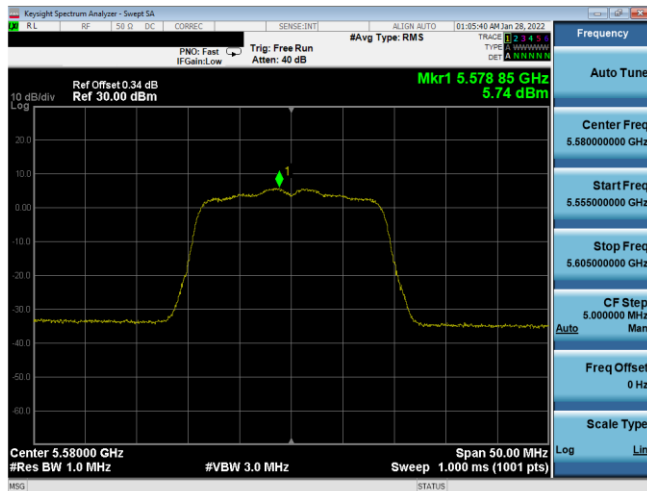 Keysight Spectrum Analyzer - Swept SA
RL RF 50 Ω DC CORREC SENSE:INT ALIGN AUTO 01:05:40 AM Jan 28, 2022
#Avg Type: RMS
TRACE 1 2 3 4 5 6
TYPE A WWWWW
DET A N N N N N
PNO: Fast
IFGain:Low
Trig: Free Run
Atten: 40 dB
Mkr1 5.578 85 GHz
5.74 dBm
Ref Offset 0.34 dB
Ref 30.00 dBm
10 dB/div
Log
20.0
1
0.00
-10.0
-20.0
-30.0
-40.0
-50.0
-60.0
Center 5.58000 GHz
#Res BW 1.0 MHz
#VBW 3.0 MHz
Span 50.00 MHz
Sweep 1.000 ms (1001 pts)
MSG
STATUS
Frequency
Auto Tune
Center Freq
5.580000000 GHz
Start Freq
5.555000000 GHz
Stop Freq
5.605000000 GHz
CF Step
5.000000 MHz
Auto Man
Freq Offset
0 Hz
Scale Type
Log Lin